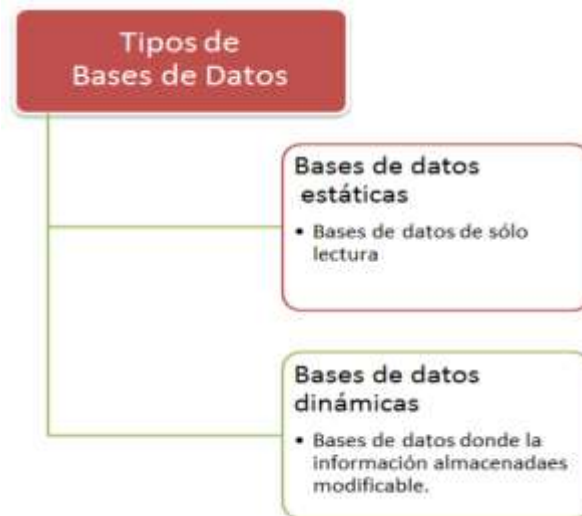 Tipos de
Bases de Datos
Bases de datos
estáticas
• Bases de datos de sólo
lectura
Bases de datos
dinámicas
• Bases de datos donde la
información almacenadaes
modificable.